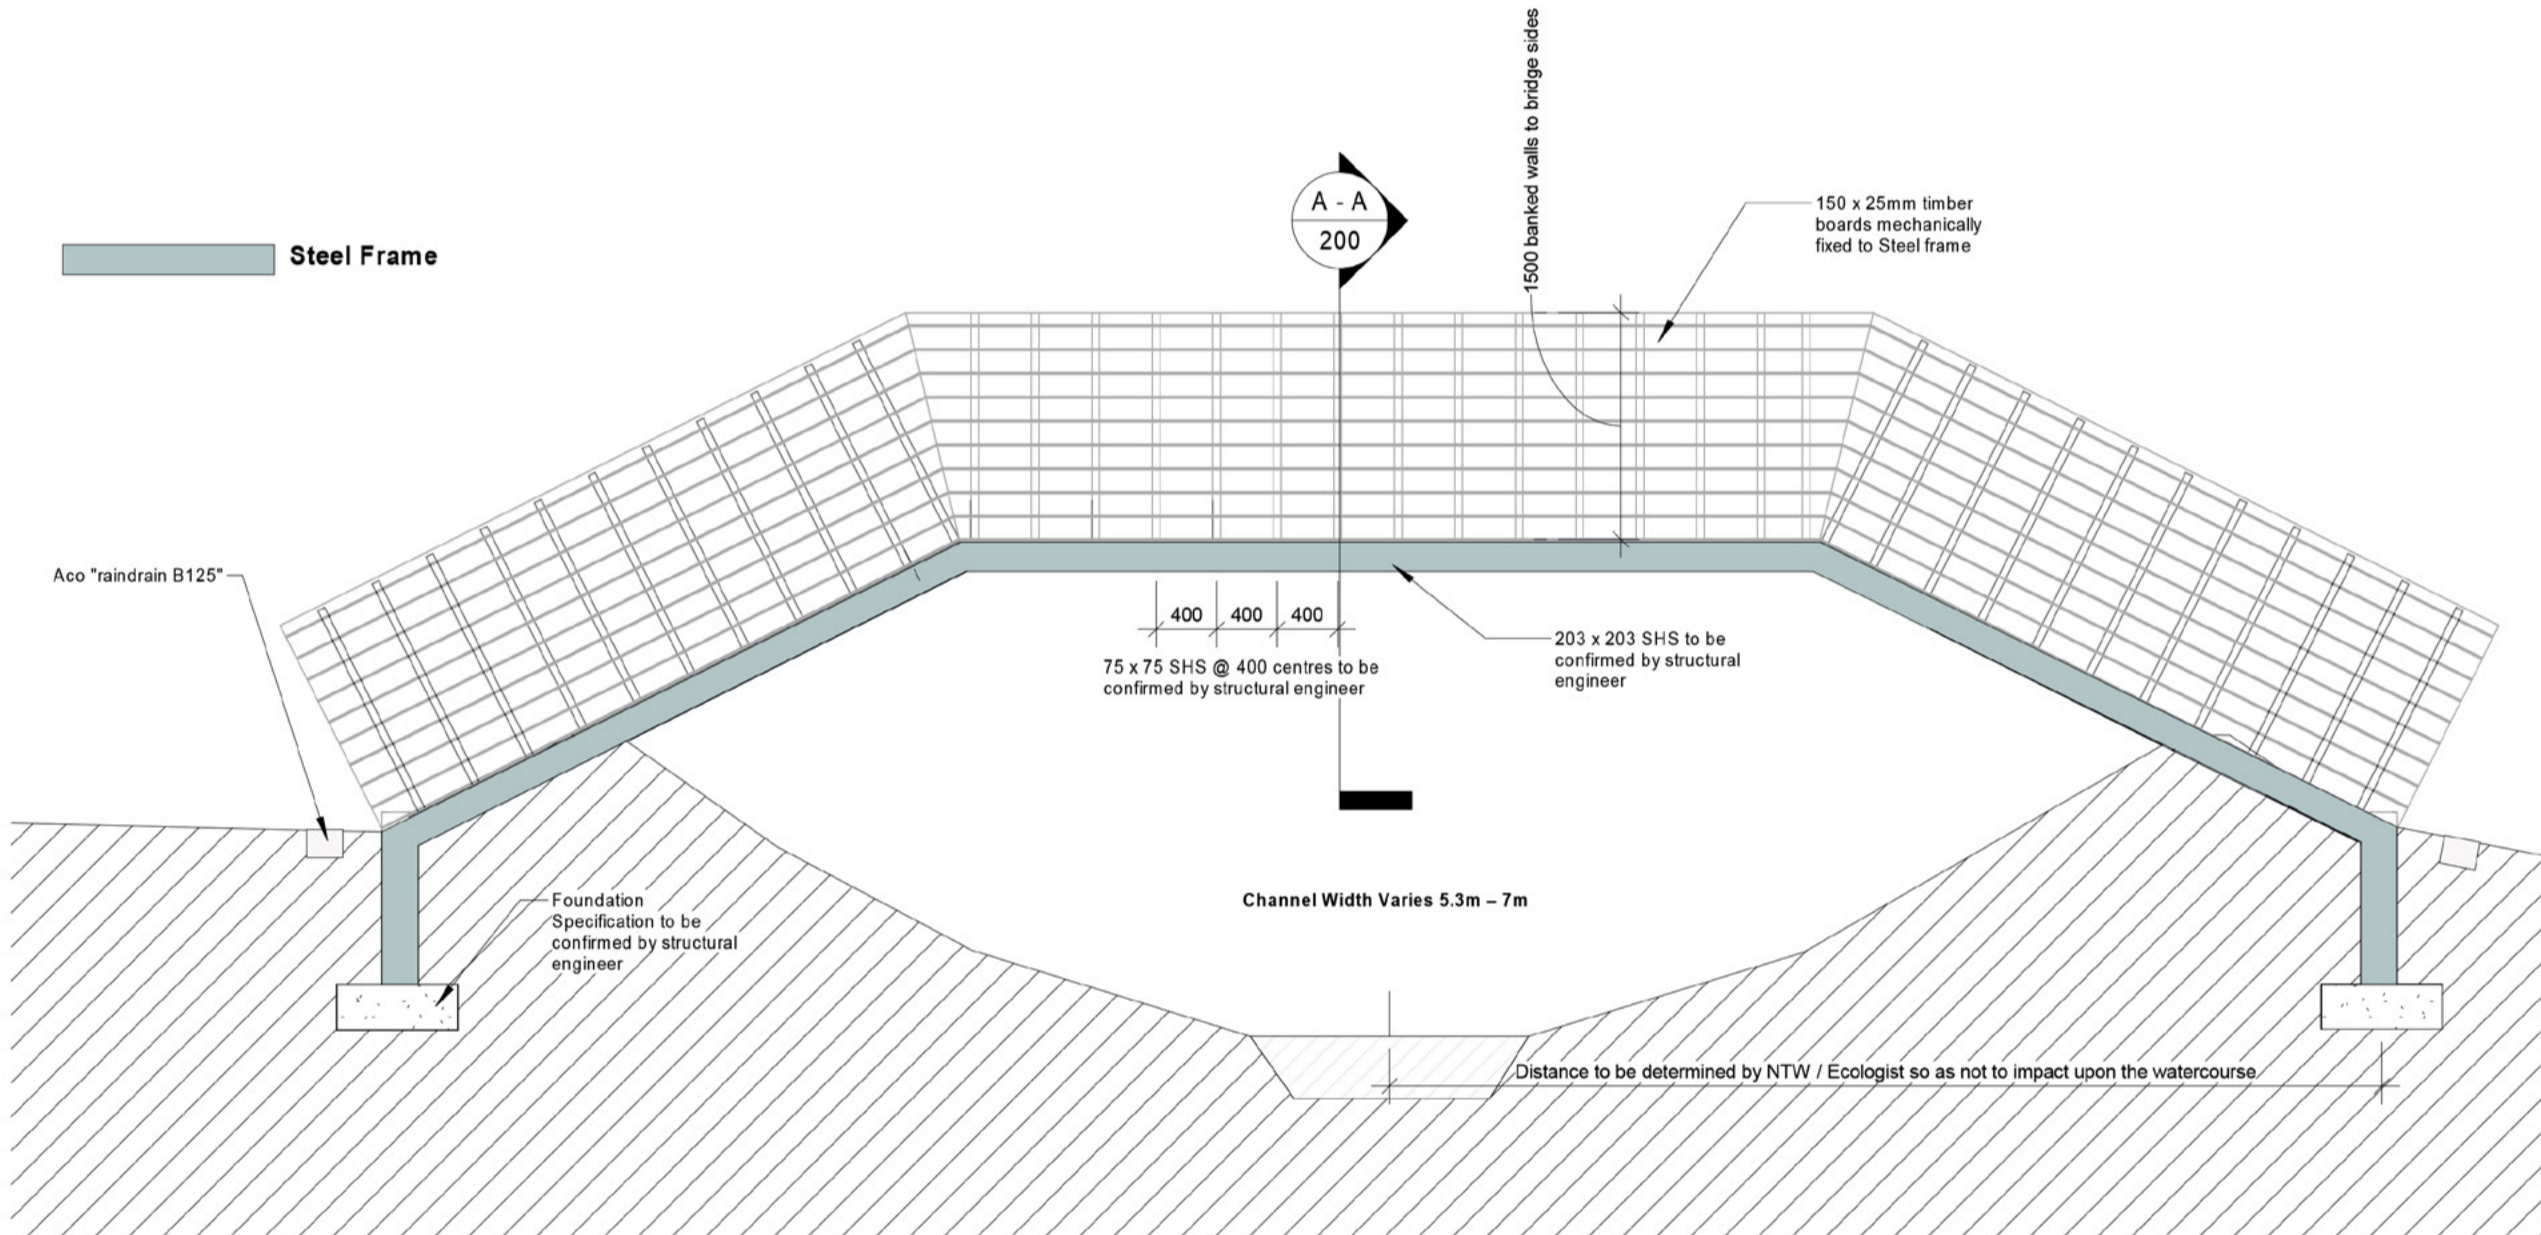 1500 banked walls to bridge sides
A - A
200
150 x 25mm timber
boards mechanically
fixed to Steel frame
Steel Frame
Aco "raindrain B125"
400
400
400
75 x 75 SHS @ 400 centres to be
confirmed by structural engineer
203 x 203 SHS to be
confirmed by structural
engineer
Foundation
Specification to be
confirmed by structural
engineer
Channel Width Varies 5.3m – 7m
Distance to be determined by NTW / Ecologist so as not to impact upon the watercourse